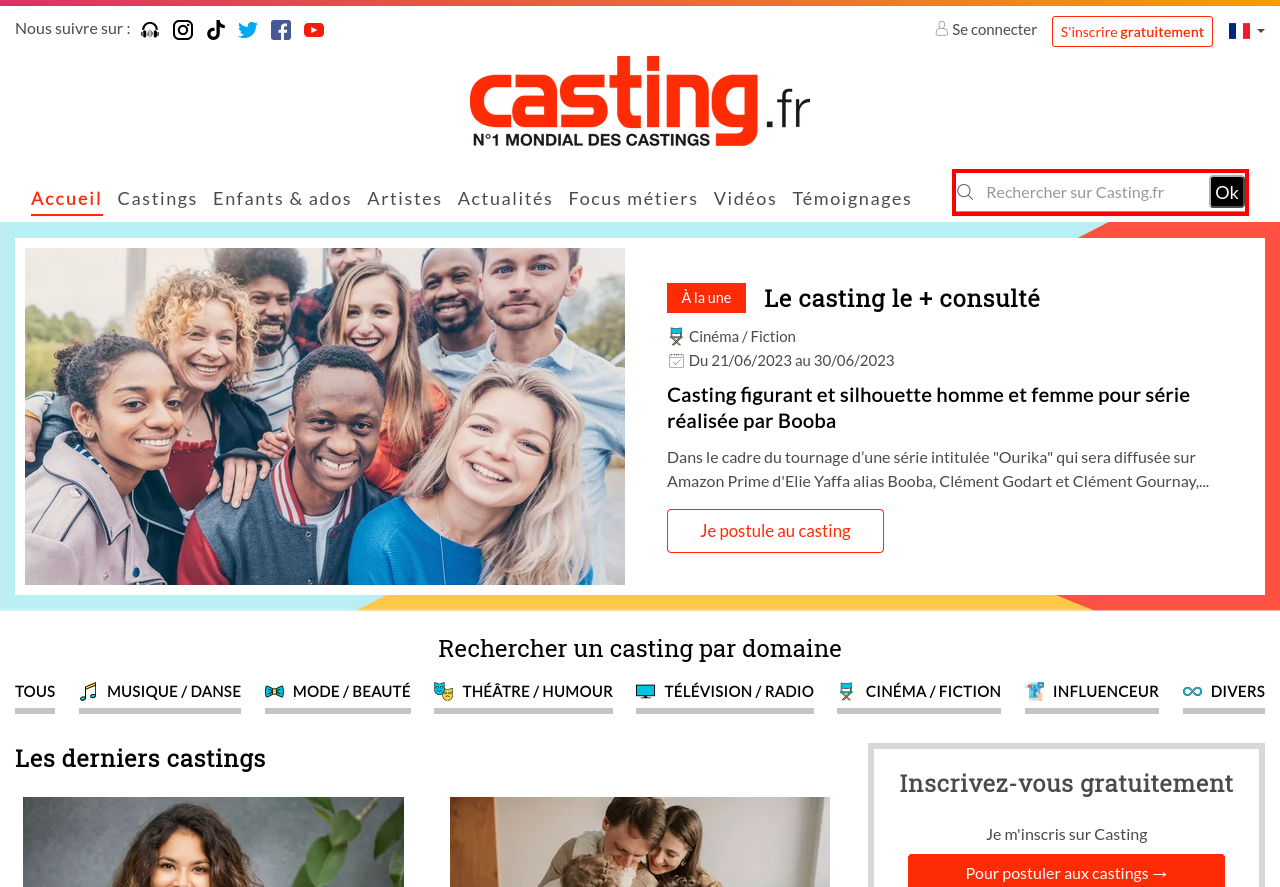 Nous suivre sur :
Se connecter
S'inscrire gratuitement
casting.fr
N°1 MONDIAL DES CASTINGS
Accueil Castings Enfants & ados Artistes Actualités Focus métiers Vidéos Témoignages
Rechercher sur Casting.fr Ok
À la une Le casting le + consulté
Cinéma / Fiction
Du 21/06/2023 au 30/06/2023
Casting figurant et silhouette homme et femme pour série
réalisée par Booba
Dans le cadre du tournage d’une série intitulée "Ourika" qui sera diffusée sur
Amazon Prime d'Elie Yaffa alias Booba, Clément Godart et Clément Gournay,...
Je postule au casting
Rechercher un casting par domaine
TOUS MUSIQUE / DANSE MODE / BEAUTÉ THÉÂTRE / HUMOUR TÉLÉVISION / RADIO CINÉMA / FICTION INFLUENCEUR DIVERS
Les derniers castings
Inscrivez-vous gratuitement
Je m'inscris sur Casting
Pour postuler aux castings →